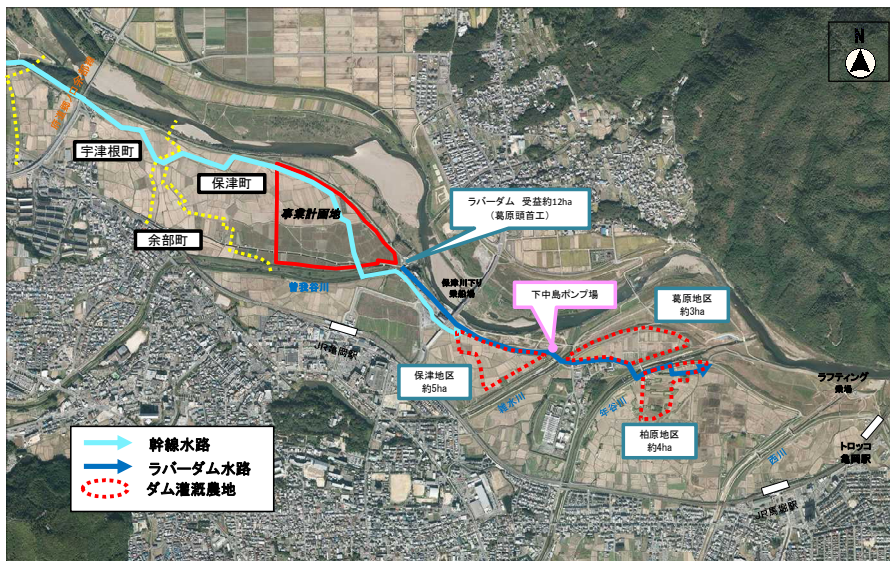 N
宇津根町
保津町
余部町
事業計画地
ラバーダム 受益約12ha
(葛原頭首工)
曽我谷川
保津川下り
乗船場
下中島ポンプ場
葛原地区
約3ha
JR亀岡駅
保津地区
約5ha
年谷川
柏原地区
約4ha
ラフティング
乗場
トロッコ
亀岡駅
西川
JR馬堀駅
幹線水路
ラバーダム水路
ダム灌漑農地